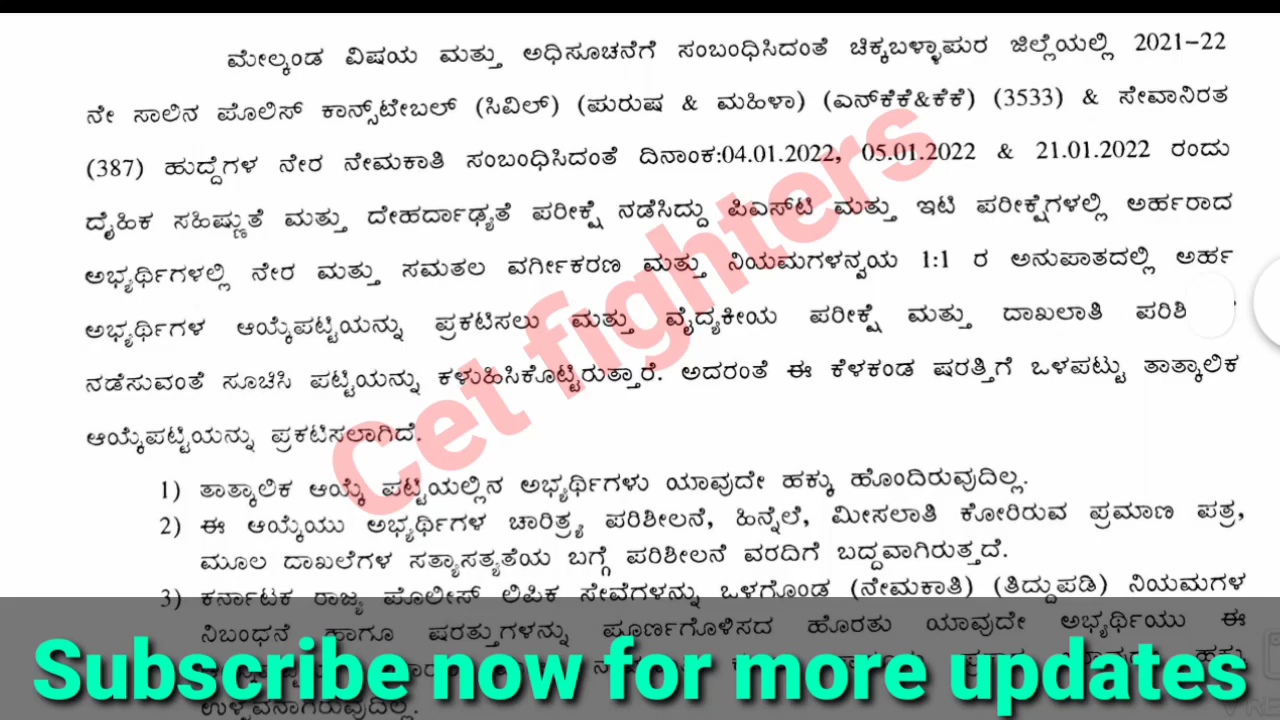 ಮೇಲ್ಕಂಡ ವಿಷಯ ಮತ್ತು ಅಧಿಸೂಚನೆಗೆ ಸಂಬಂಧಿಸಿದಂತೆ ಚಿಕ್ಕಬಳ್ಳಾಪುರ ಜಿಲ್ಲೆಯಲ್ಲಿ 2021-22
ನೇ ಸಾಲಿನ ಪೊಲಿಸ್ ಕಾನ್ಸ್‌ಟೇಬಲ್ (ಸಿವಿಲ್) (ಪುರುಷ & ಮಹಿಳಾ) (ಎನ್‌ಕೆಕೆ&ಕೆಕೆ) (3533) & ಸೇವಾನಿರತ
(387) ಹುದ್ದೆಗಳ ನೇರ ನೇಮಕಾತಿ ಸಂಬಂಧಿಸಿದಂತೆ ದಿನಾಂಕ:04.01.2022, 05.01.2022 & 21.01.2022 ರಂದು
ದೈಹಿಕ ಸಹಿಷ್ಣುತೆ ಮತ್ತು ದೇಹದಾರ್ಢ್ಯತೆ ಪರೀಕ್ಷೆ ನಡೆಸಿದ್ದು ಪಿಎಸ್‌ಟಿ ಮತ್ತು ಇಟಿ ಪರೀಕ್ಷೆಗಳಲ್ಲಿ ಅರ್ಹರಾದ
ಅಭ್ಯರ್ಥಿಗಳಲ್ಲಿ ನೇರ ಮತ್ತು ಸಮತಲ ವರ್ಗೀಕರಣ ಮತ್ತು ನಿಯಮಗಳನ್ವಯ 1:1 ರ ಅನುಪಾತದಲ್ಲಿ ಅರ್ಹ
ಅಭ್ಯರ್ಥಿಗಳ ಆಯ್ಕೆಪಟ್ಟಿಯನ್ನು ಪ್ರಕಟಿಸಲು ಮತ್ತು ವೈದ್ಯಕೀಯ ಪರೀಕ್ಷೆ ಮತ್ತು ದಾಖಲಾತಿ
ನಡೆಸುವಂತೆ ಸೂಚಿಸಿ ಪಟ್ಟಿಯನ್ನು ಕಳುಹಿಸಿಕೊಟ್ಟಿರುತ್ತಾರೆ. ಅದರಂತೆ ಈ ಕೆಳಕಂಡ ಷರತ್ತಿಗೆ ಒಳಪಟ್ಟು ತಾತ್ಕಾಲಿಕ
ಆಯ್ಕೆಪಟ್ಟಿಯನ್ನು ಪ್ರಕಟಿಸಲಾಗಿದೆ.
Cet fighters
1) ತಾತ್ಕಾಲಿಕ ಆಯ್ಕೆ ಪಟ್ಟಿಯಲ್ಲಿನ ಅಭ್ಯರ್ಥಿಗಳು ಯಾವುದೇ ಹಕ್ಕು ಹೊಂದಿರುವುದಿಲ್ಲ.
2) ಈ ಆಯ್ಕೆಯು ಅಭ್ಯರ್ಥಿಗಳ ಚಾರಿತ್ರ್ಯ ಪರಿಶೀಲನೆ, ಹಿನ್ನೆಲೆ, ಮೀಸಲಾತಿ ಕೋರಿರುವ ಪ್ರಮಾಣ ಪತ್ರ,
ಮೂಲ ದಾಖಲೆಗಳ ಸತ್ಯಾಸತ್ಯತೆಯ ಬಗ್ಗೆ ಪರಿಶೀಲನೆ ವರದಿಗೆ ಬದ್ದವಾಗಿರುತ್ತದೆ.
3) ಕರ್ನಾಟಕ ರಾಜ್ಯ ಪೊಲೀಸ್ ಲಿಪಿಕ ಸೇವೆಗಳನ್ನು ಒಳಗೊಂಡ (ನೇಮಕಾತಿ) (ತಿದ್ದುಪಡಿ) ನಿಯಮಗಳ
ನಿಬಂಧನೆ ಹಾಗೂ ಷರತ್ತುಗಳನ್ನು ಪೂರ್ಣಗೊಳಿಸದ ಹೊರತು ಯಾವುದೇ ಅಭ್ಯರ್ಥಿಯು ಈ
Subscribe now for more updates